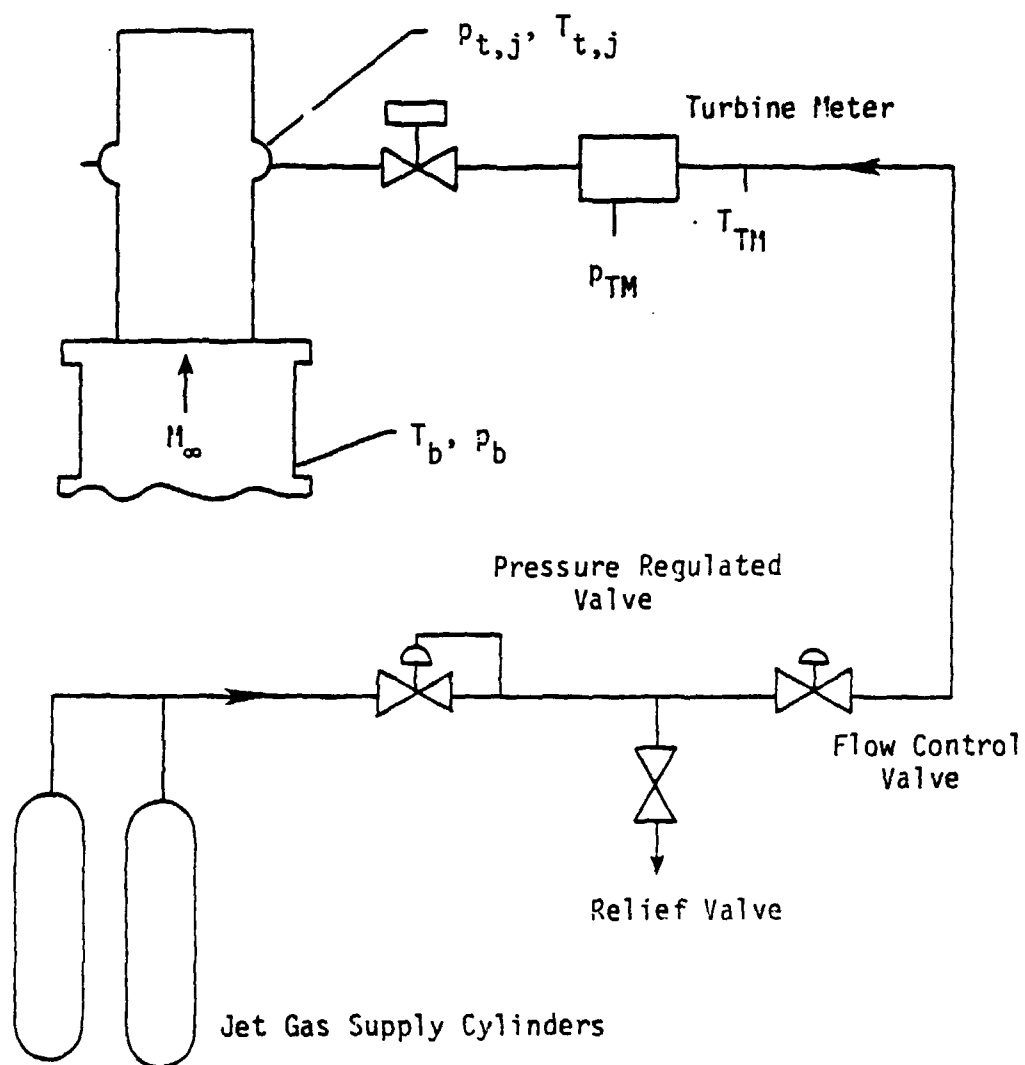 p_t,j, T_t,j
Turbine Meter
T_TM
p_TM
M_∞
T_b, p_b
Pressure Regulated
Valve
Flow Control
Valve
Relief Valve
Jet Gas Supply Cylinders